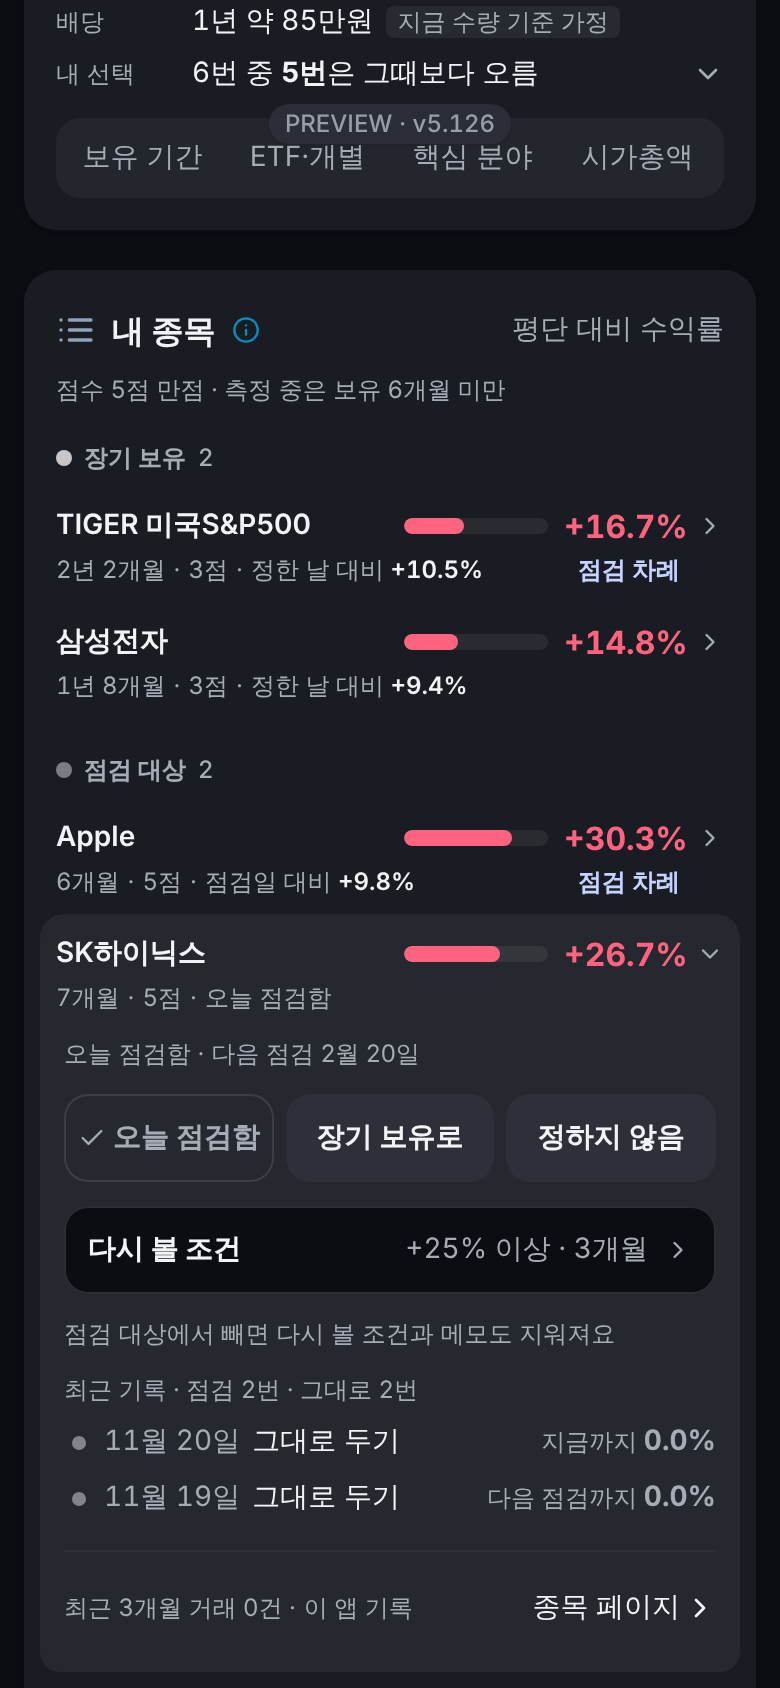 배당 1년 약 85만원 지금 수량 기준 가정
내 선택 6번 중 5번은 그때보다 오름
PREVIEW · v5.126
보유 기간 ETF·개별 핵심 분야 시가총액
내 종목 평단 대비 수익률
점수 5점 만점 · 측정 중은 보유 6개월 미만
장기 보유 2
TIGER 미국S&P500 +16.7%
2년 2개월 · 3점 · 정한 날 대비 +10.5% 점검 차례
삼성전자 +14.8%
1년 8개월 · 3점 · 정한 날 대비 +9.4%
점검 대상 2
Apple +30.3%
6개월 · 5점 · 점검일 대비 +9.8% 점검 차례
SK하이닉스 +26.7%
7개월 · 5점 · 오늘 점검함
오늘 점검함 · 다음 점검 2월 20일
오늘 점검함 장기 보유로 정하지 않음
다시 볼 조건 +25% 이상 · 3개월
점검 대상에서 빼면 다시 볼 조건과 메모도 지워져요
최근 기록 · 점검 2번 · 그대로 2번
11월 20일 그대로 두기 지금까지 0.0%
11월 19일 그대로 두기 다음 점검까지 0.0%
최근 3개월 거래 0건 · 이 앱 기록 종목 페이지